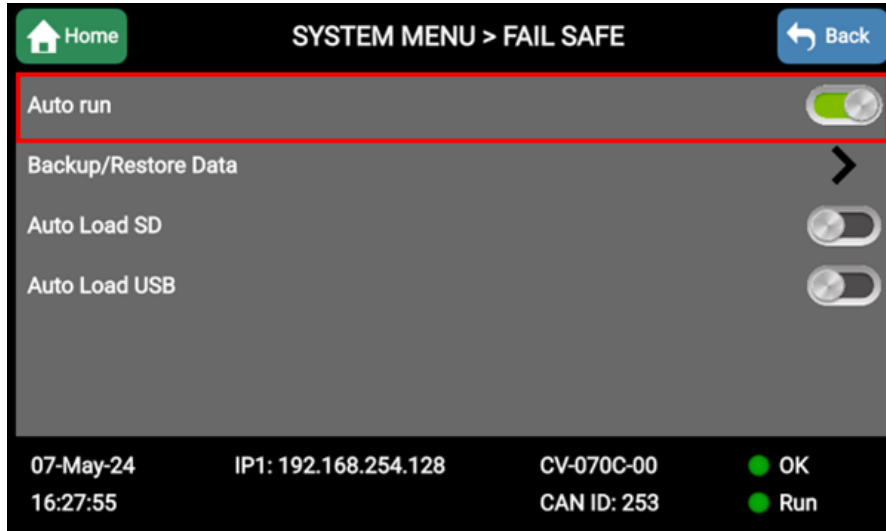 Home SYSTEM MENU > FAIL SAFE Back
Auto run
Backup/Restore Data
Auto Load SD
Auto Load USB
07-May-24 IP1: 192.168.254.128 CV-070C-00 OK
16:27:55 CAN ID: 253 Run